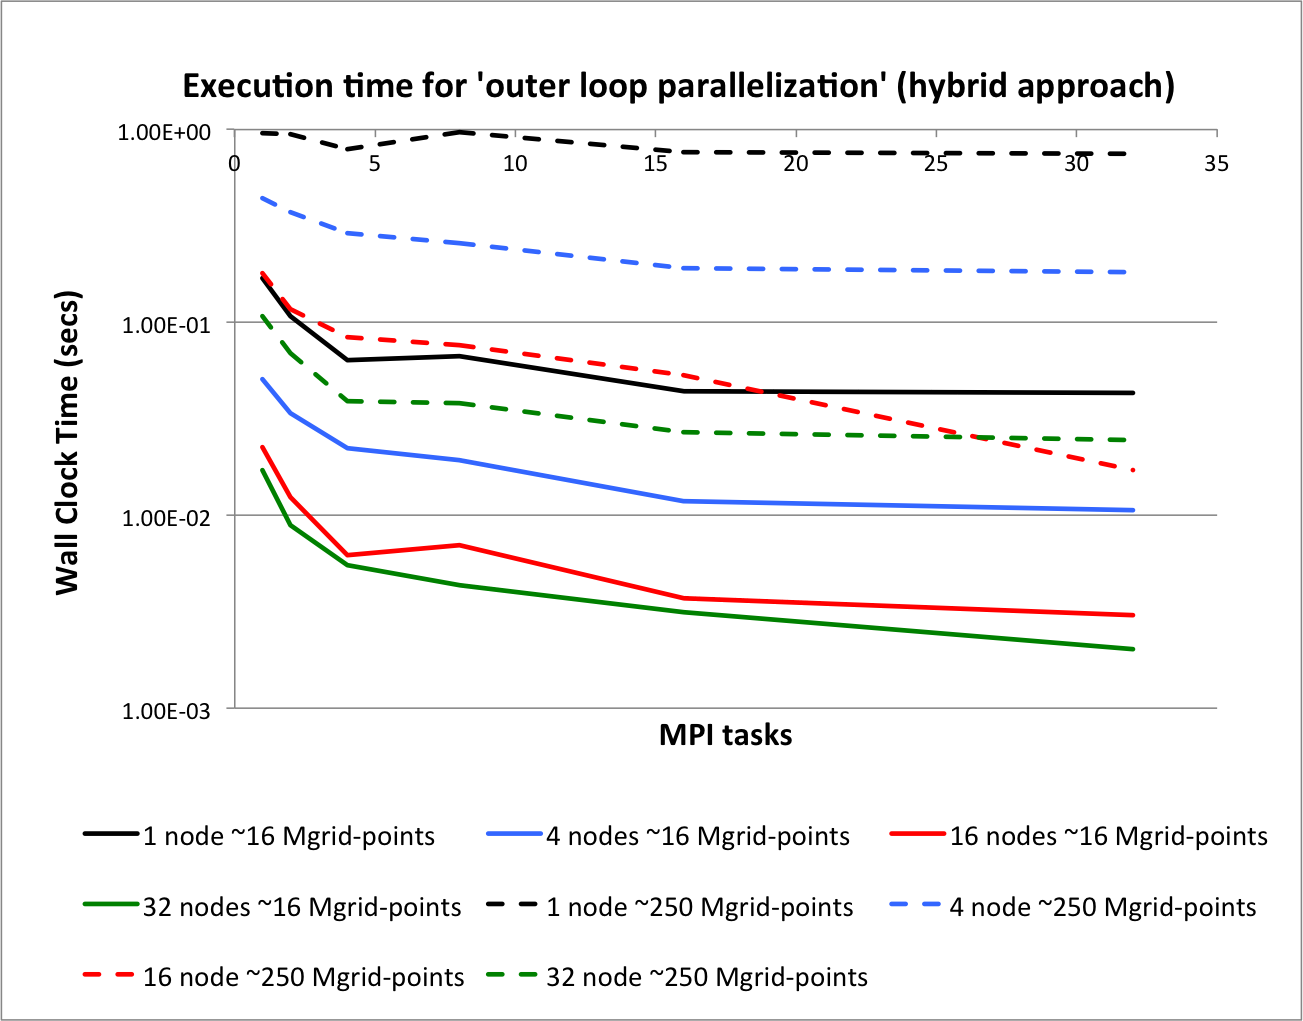 Execution time for 'outer loop parallelization' (hybrid approach)
1.00E+00
0 5 10 15 20 25 30 35
1.00E-01
Wall Clock Time (secs)
1.00E-02
1.00E-03
MPI tasks
1 node ~16 Mgrid-points 4 nodes ~16 Mgrid-points 16 nodes ~16 Mgrid-points
32 nodes ~16 Mgrid-points 1 node ~250 Mgrid-points 4 node ~250 Mgrid-points
16 node ~250 Mgrid-points 32 node ~250 Mgrid-points